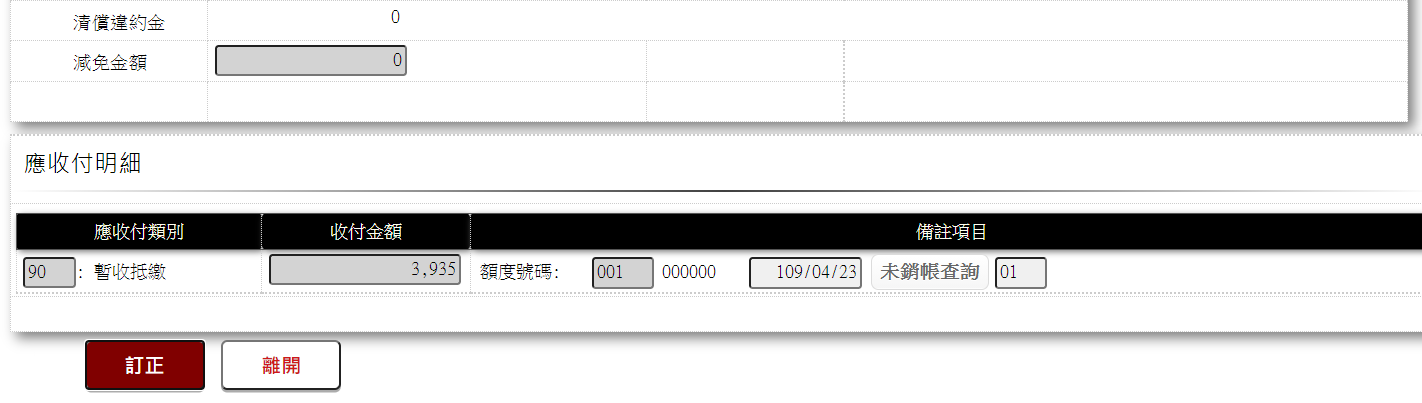 清償違約金 0
減免金額 0
應收付明細
應收付類別 收付金額 備註項目
90 : 暫收抵繳 3,935 額度號碼: 001 000000 109/04/23 未銷帳查詢 01
訂正 離開